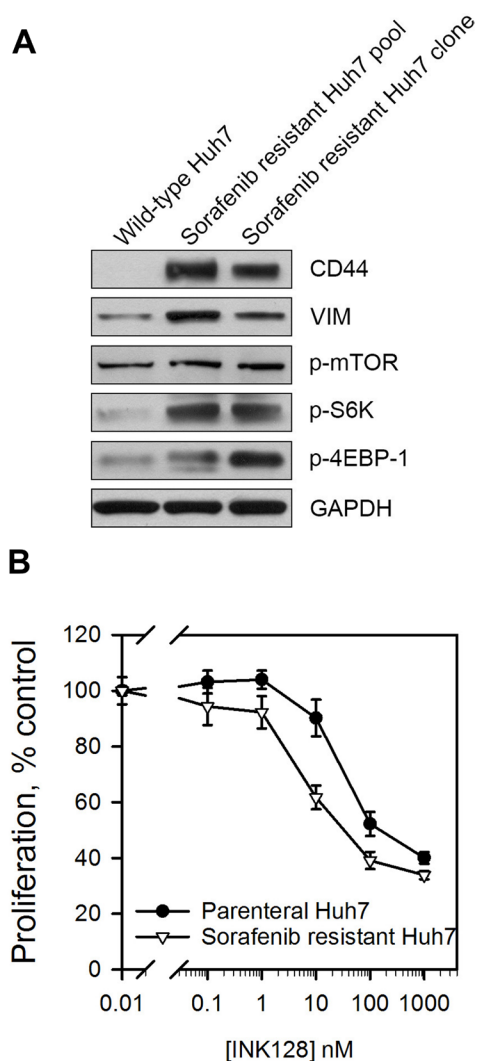 A
Wild-type Huh7
Sorafenib resistant Huh7 pool
Sorafenib resistant Huh7 clone
CD44
VIM
p-mTOR
p-S6K
p-4EBP-1
GAPDH
B
Proliferation, % control
120
100
80
60
40
20
0
Parenteral Huh7
Sorafenib resistant Huh7
0.01 0.1 1 10 100 1000
[INK128] nM